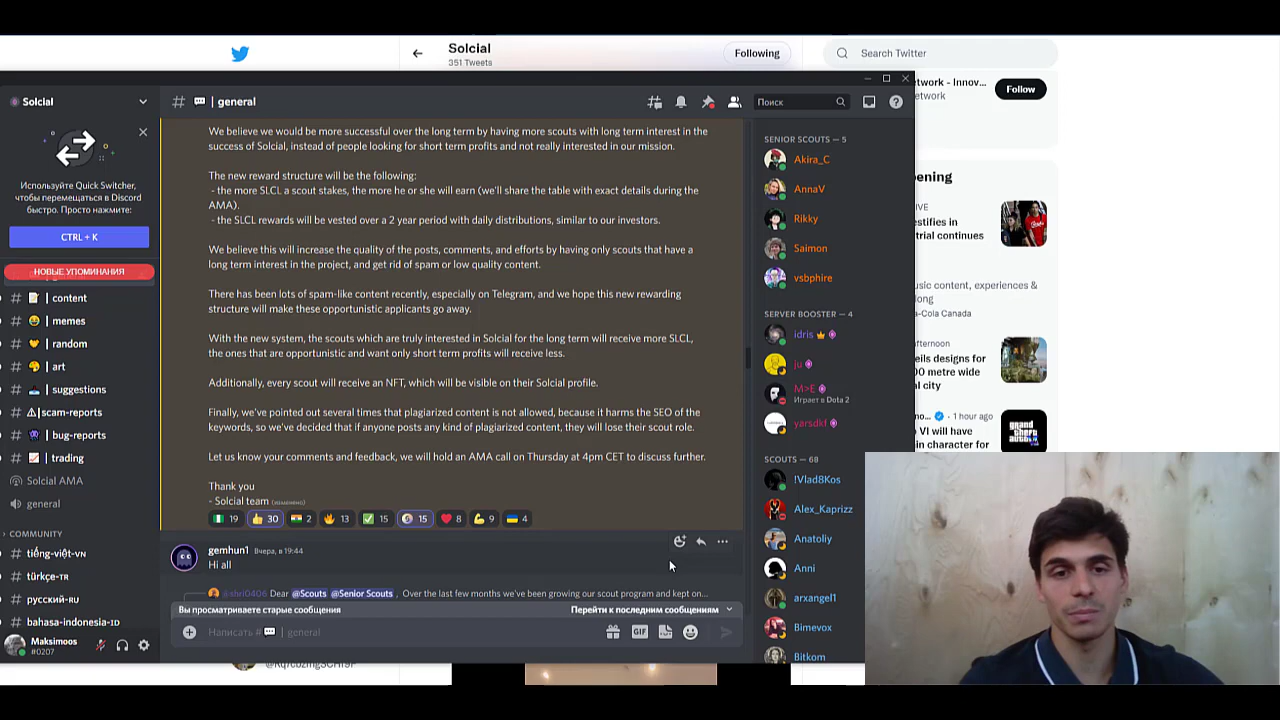 Solcial
351 Tweets
Following
Search Twitter
etwork - Innov...
etwork
Follow
ening
IVE
estifies in
trial continues
usic content, experiences &
long
a-Cola Canada
fternoon
eils designs for
00 metre wide
al city
no... 1 hour ago
VI will have
in character for
Solcial
Используйте Quick Switcher,
чтобы перемещаться в Discord
быстро. Просто нажмите:
CTRL + K
НОВЫЕ УПОМИНАНИЯ
# content
# memes
# random
# art
# suggestions
# |scam-reports
# bug-reports
# trading
Solcial AMA
general
COMMUNITY
# tiếng-việt-VN
# türkçe-TR
# русский-RU
# bahasa-indonesia-ID
Maksimoos
#0207
# | general
Поиск
We believe we would be more successful over the long term by having more scouts with long term interest in the
success of Solcial, instead of people looking for short term profits and not really interested in our mission.
The new reward structure will be the following:
- the more SLCL a scout stakes, the more he or she will earn (we'll share the table with exact details during the
AMA).
- the SLCL rewards will be vested over a 2 year period with daily distributions, similar to our investors.
We believe this will increase the quality of the posts, comments, and efforts by having only scouts that have a
long term interest in the project, and get rid of spam or low quality content.
There has been lots of spam-like content recently, especially on Telegram, and we hope this new rewarding
structure will make these opportunistic applicants go away.
With the new system, the scouts which are truly interested in Solcial for the long term will receive more SLCL,
the ones that are opportunistic and want only short term profits will receive less.
Additionally, every scout will receive an NFT, which will be visible on their Solcial profile.
Finally, we've pointed out several times that plagiarized content is not allowed, because it harms the SEO of the
keywords, so we've decided that if anyone posts any kind of plagiarized content, they will lose their scout role.
Let us know your comments and feedback, we will hold an AMA call on Thursday at 4pm CET to discuss further.
Thank you
- Solcial team (изменено)
19 30 2 13 15 15 8 9 4
gemhun1 Вчера, в 19:44
Hi all
@shri0406 Dear @Scouts @Senior Scouts , Over the last few months we've been growing our scout program and kept on...
Вы просматриваете старые сообщения
Перейти к последним сообщениям
Написать # | general
GIF
SENIOR SCOUTS — 5
Akira_C
AnnaV
Rikky
Saimon
vsbphire
SERVER BOOSTER — 4
idris
ju
M>E
Играет в Dota 2
yarsdkf
SCOUTS — 68
!Vlad8Kos
Alex_Kaprizz
Anatoliy
Anni
arxangel1
Bimevox
Bitkom